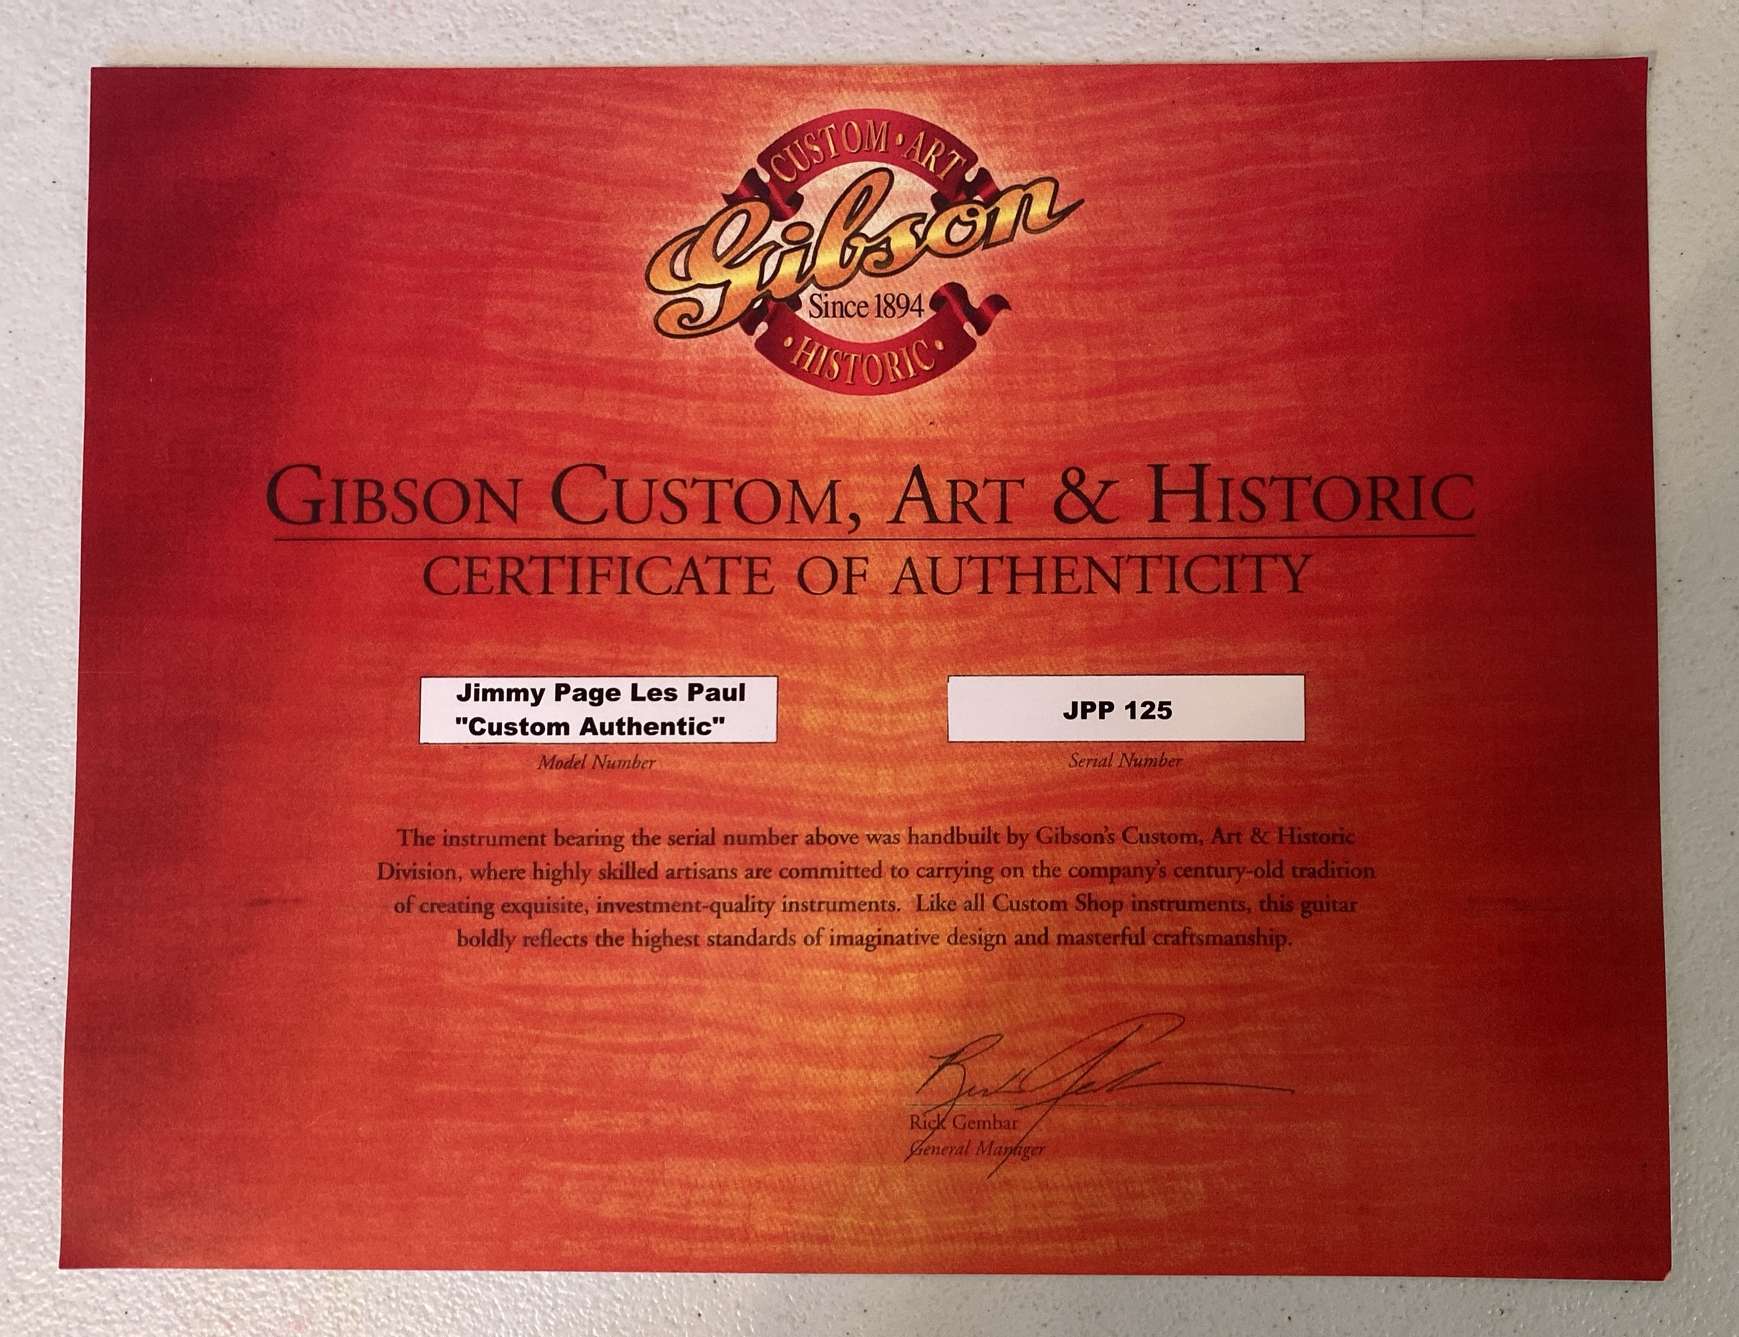 CUSTOM • ART
Gibson
Since 1894
• HISTORIC •
GIBSON CUSTOM, ART & HISTORIC
CERTIFICATE OF AUTHENTICITY
Jimmy Page Les Paul
"Custom Authentic"
Model Number
JPP 125
Serial Number
The instrument bearing the serial number above was handbuilt by Gibson's Custom, Art & Historic
Division, where highly skilled artisans are committed to carrying on the company's century-old tradition
of creating exquisite, investment-quality instruments. Like all Custom Shop instruments, this guitar
boldly reflects the highest standards of imaginative design and masterful craftsmanship.
Rick Gembar
General Manager